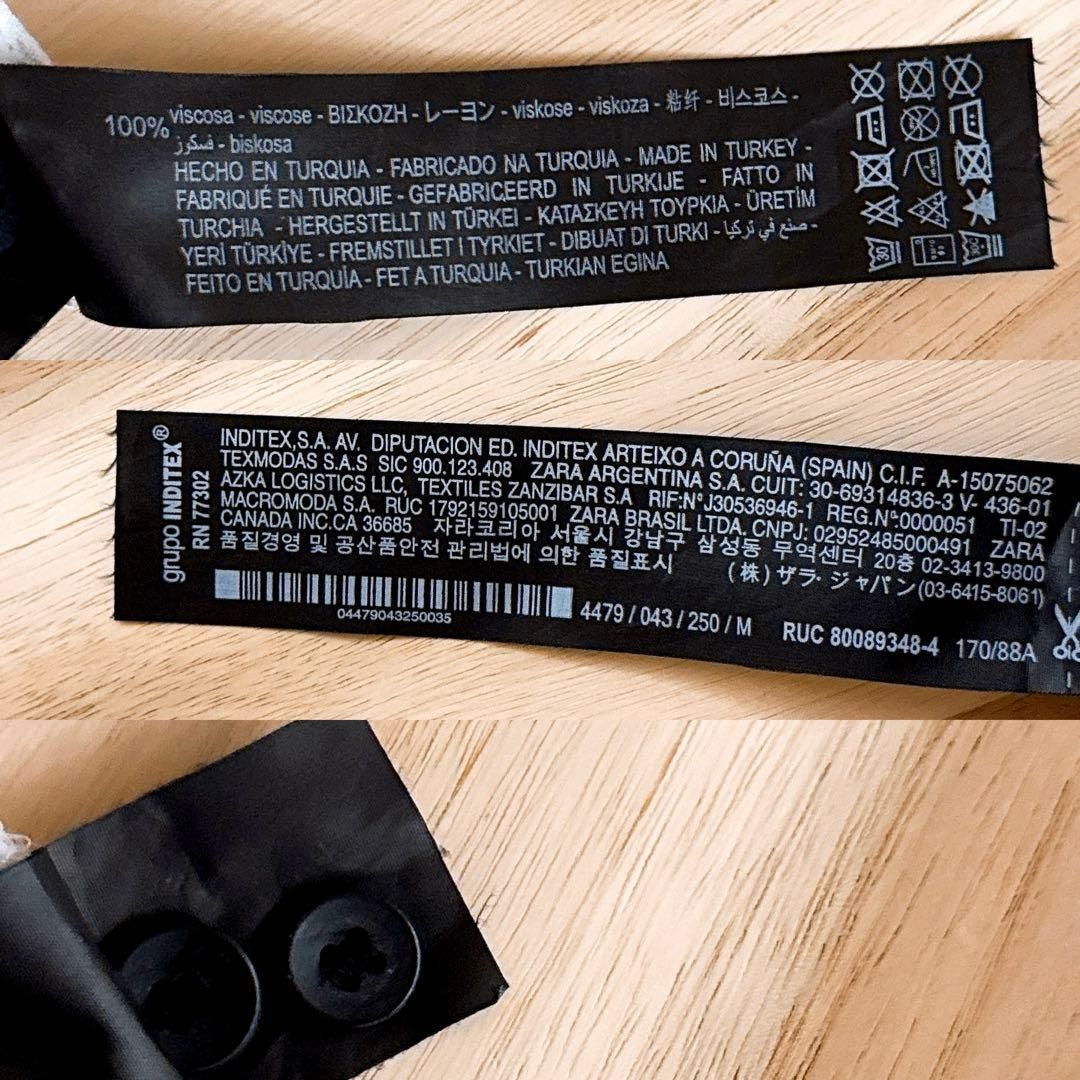 100% viscosa - viscose - ΒΙΣΚΟΖΗ - レーヨン - viskose - viskoza - 粘纤 - 비스코스 -
فسكوز - biskosa
HECHO EN TURQUIA - FABRICADO NA TURQUIA - MADE IN TURKEY -
FABRIQUÉ EN TURQUIE - GEFABRICEERD IN TURKIJE - FATTO IN
TURCHIA - HERGESTELLT IN TÜRKEI - ΚΑΤΑΣΚΕΥΗ ΤΟΥΡΚΙΑ - ÜRETİM
YERİ TÜRKİYE - FREMSTILLET I TYRKIET - DIBUAT DI TURKI - صنع في تركيا -
FEITO EN TURQUÍA - FET A TURQUIA - TURKIAN EGINA
30°
30c
grupo INDITEX®
RN 77302
INDITEX,S.A. AV. DIPUTACION ED. INDITEX ARTEIXO A CORUÑA (SPAIN) C.I.F. A-15075062
TEXMODAS S.A.S SIC 900.123.408 ZARA ARGENTINA S.A. CUIT: 30-69314836-3 V- 436-01
AZKA LOGISTICS LLC, TEXTILES ZANZIBAR S.A RIF:N°J30536946-1 REG.N°0000051 TI-02
MACROMODA S.A. RUC 1792159105001 ZARA BRASIL LTDA, CNPJ: 02952485000491 ZARA
CANADA INC.CA 36685 자라코리아 서울시 강남구 삼성동 무역센터 20층 02-3413-9800
품질경영 및 공산품안전 관리법에 의한 품질표시 (株) ザラ・ジャパン(03-6415-8061)
04479043250035
4479 / 043 / 250 / M RUC 80089348-4 170/88A